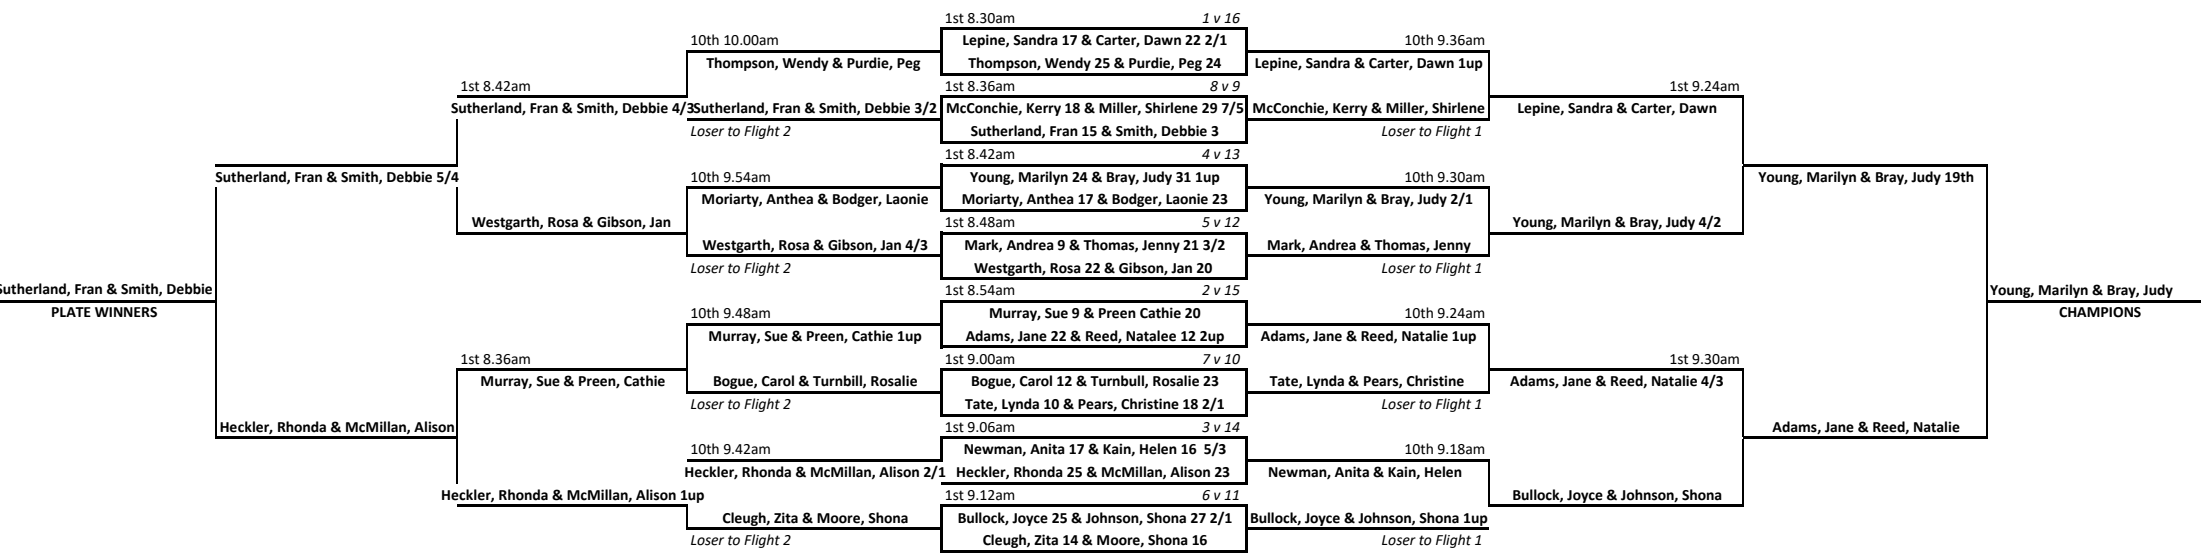 1st 8.30am 1 v 16
10th 10.00am Lepine, Sandra 17 & Carter, Dawn 22 2/1 10th 9.36am
Thompson, Wendy & Purdie, Peg Thompson, Wendy 25 & Purdie, Peg 24 Lepine, Sandra & Carter, Dawn 1up
1st 8.42am 1st 8.36am 8 v 9 1st 9.24am
Sutherland, Fran & Smith, Debbie 4/3 Sutherland, Fran & Smith, Debbie 3/2 McConchie, Kerry 18 & Miller, Shirlene 29 7/5 McConchie, Kerry & Miller, Shirlene Lepine, Sandra & Carter, Dawn
Loser to Flight 2 Sutherland, Fran 15 & Smith, Debbie 3 Loser to Flight 1
1st 8.42am 4 v 13
Sutherland, Fran & Smith, Debbie 5/4 10th 9.54am Young, Marilyn 24 & Bray, Judy 31 1up 10th 9.30am Young, Marilyn & Bray, Judy 19th
Moriarty, Anthea & Bodger, Laonie Moriarty, Anthea 17 & Bodger, Laonie 23 Young, Marilyn & Bray, Judy 2/1
Westgarth, Rosa & Gibson, Jan 1st 8.48am 5 v 12 Young, Marilyn & Bray, Judy 4/2
Westgarth, Rosa & Gibson, Jan 4/3 Mark, Andrea 9 & Thomas, Jenny 21 3/2 Mark, Andrea & Thomas, Jenny
Loser to Flight 2 Westgarth, Rosa 22 & Gibson, Jan 20 Loser to Flight 1
Sutherland, Fran & Smith, Debbie 1st 8.54am 2 v 15 Young, Marilyn & Bray, Judy
PLATE WINNERS 10th 9.48am Murray, Sue 9 & Preen Cathie 20 10th 9.24am CHAMPIONS
Murray, Sue & Preen, Cathie 1up Adams, Jane 22 & Reed, Natalee 12 2up Adams, Jane & Reed, Natalie 1up
1st 8.36am 1st 9.00am 7 v 10 1st 9.30am
Murray, Sue & Preen, Cathie Bogue, Carol & Turnbill, Rosalie Bogue, Carol 12 & Turnbull, Rosalie 23 Tate, Lynda & Pears, Christine Adams, Jane & Reed, Natalie 4/3
Loser to Flight 2 Tate, Lynda 10 & Pears, Christine 18 2/1 Loser to Flight 1
Heckler, Rhonda & McMillan, Alison 1st 9.06am 3 v 14 Adams, Jane & Reed, Natalie
10th 9.42am Newman, Anita 17 & Kain, Helen 16 5/3 10th 9.18am
Heckler, Rhonda & McMillan, Alison 2/1 Heckler, Rhonda 25 & McMillan, Alison 23 Newman, Anita & Kain, Helen
Heckler, Rhonda & McMillan, Alison 1up 1st 9.12am 6 v 11 Bullock, Joyce & Johnson, Shona
Cleugh, Zita & Moore, Shona Bullock, Joyce 25 & Johnson, Shona 27 2/1 Bullock, Joyce & Johnson, Shona 1up
Loser to Flight 2 Cleugh, Zita 14 & Moore, Shona 16 Loser to Flight 1